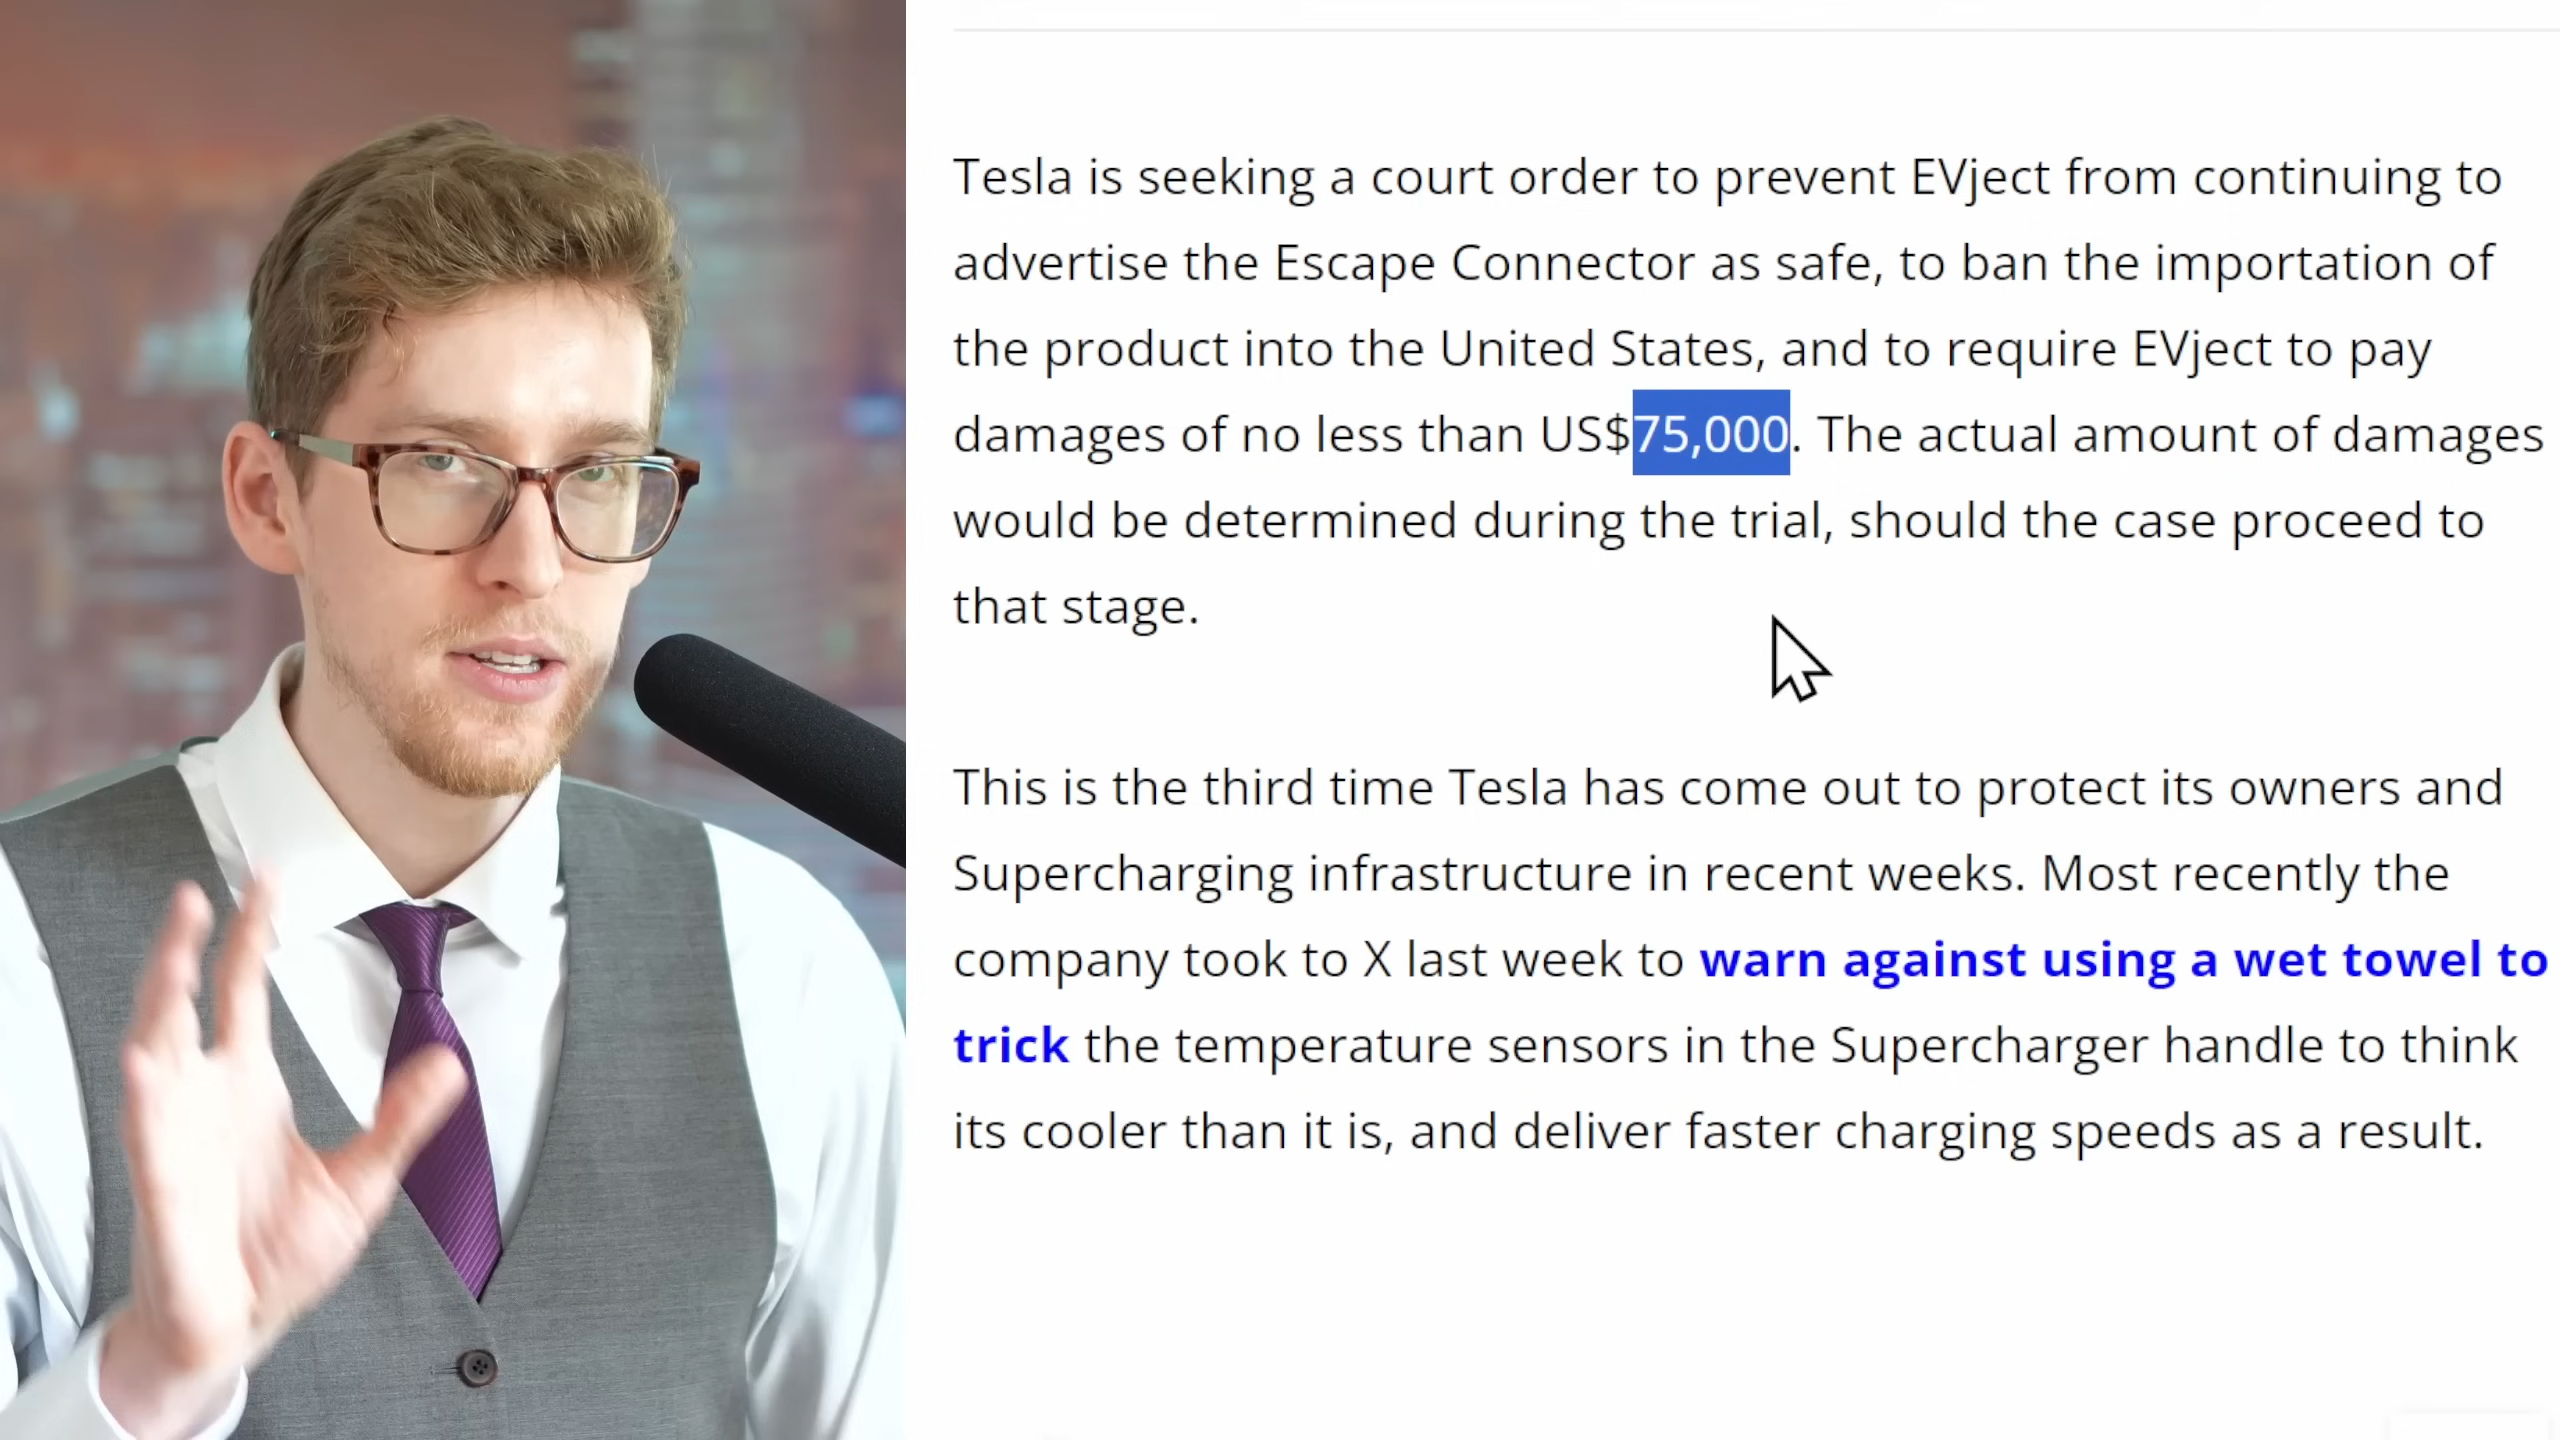 Tesla is seeking a court order to prevent EVject from continuing to
advertise the Escape Connector as safe, to ban the importation of
the product into the United States, and to require EVject to pay
damages of no less than US$75,000. The actual amount of damages
would be determined during the trial, should the case proceed to
that stage.
This is the third time Tesla has come out to protect its owners and
Supercharging infrastructure in recent weeks. Most recently the
company took to X last week to warn against using a wet towel to
trick the temperature sensors in the Supercharger handle to think
its cooler than it is, and deliver faster charging speeds as a result.